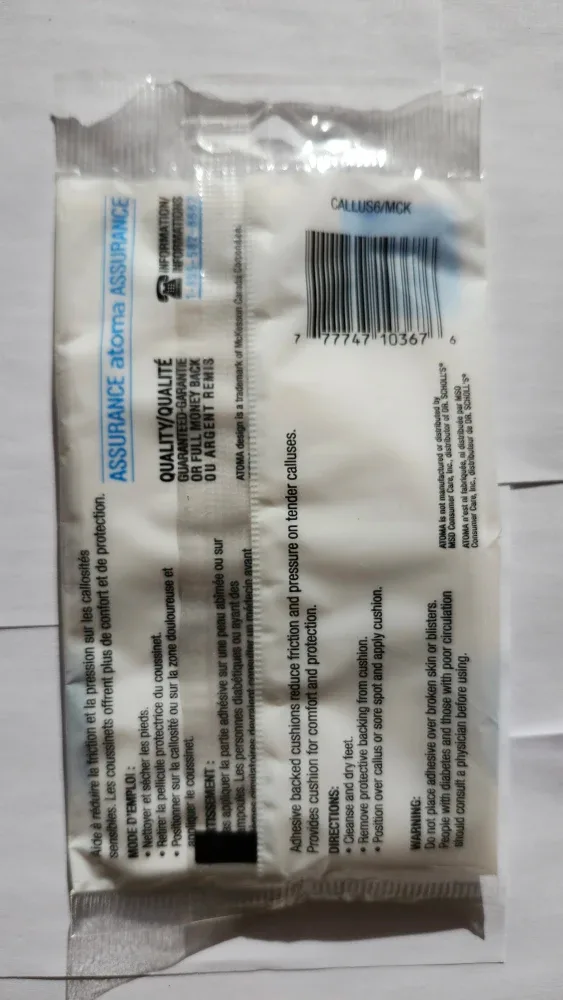 Aide à réduire la friction et la pression sur les callosités
sensibles. Les coussinets offrent plus de confort et de protection.
MODE D'EMPLOI :
• Nettoyer et sécher les pieds.
• Retirer la pellicule protectrice du coussinet.
• Positionner sur la callosité ou sur la zone douloureuse et
appliquer le coussinet.
TISSEMENT :
as appliquer la partie adhésive sur une peau abîmée ou sur
ampoules. Les personnes diabétiques ou ayant des
consulter un médecin avant
ASSURANCE atoma ASSURANCE
QUALITY/QUALITÉ
GUARANTEED GARANTIE
OR FULL MONEY BACK
OU ARGENT REMIS
INFORMATION/
INFORMATIONS
ATOMA design is a trademark of McKesson Canada
Adhesive backed cushions reduce friction and pressure on tender calluses.
Provides cushion for comfort and protection.
DIRECTIONS:
• Cleanse and dry feet.
• Remove protective backing from cushion.
• Position over callus or sore spot and apply cushion.
WARNING:
Do not place adhesive over broken skin or blisters.
People with diabetes and those with poor circulation
should consult a physician before using.
CALLUS6/MCK
7 77747 10367 6
ATOMA is not manufactured or distributed by
MSD Consumer Care, Inc., distributor of DR. SCHOLL'S®
ATOMA n'est ni fabriquée, ni distribuée par MSD
Consumer Care, Inc., distributeur de DR. SCHOLL'S®